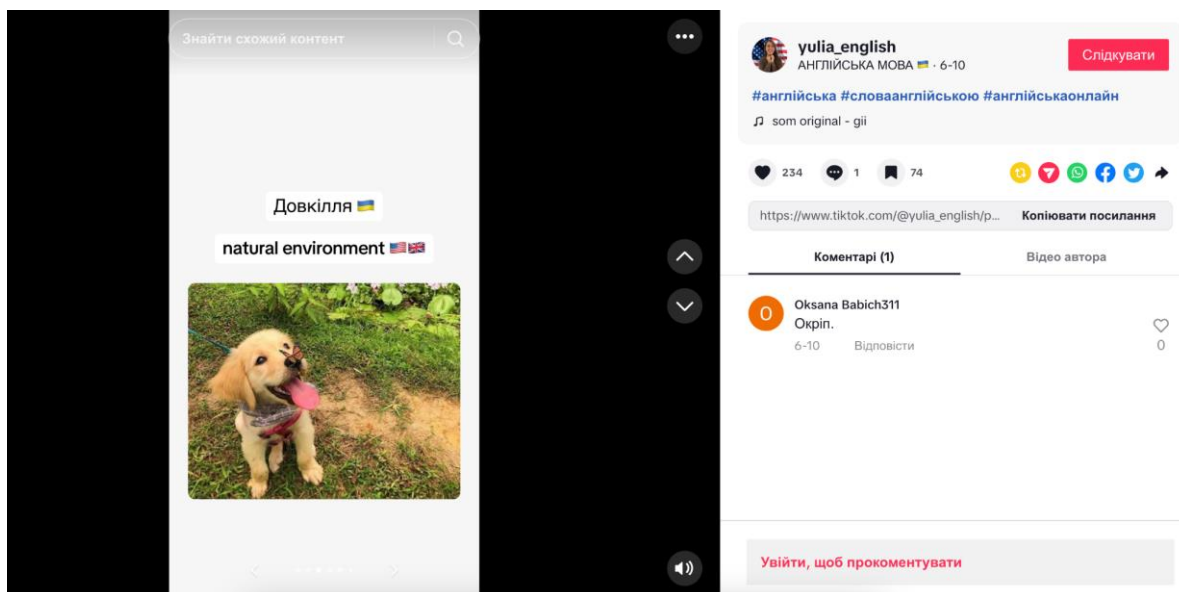 Знайти схожий контент
Довкілля 🇺🇦
natural environment 🇺🇸🇬🇧
yulia_english
АНГЛІЙСЬКА МОВА 🇺🇦 · 6-10
Слідкувати
#англійська #словаанглійською #англійськаонлайн
som original - gii
234
1
74
https://www.tiktok.com/@yulia_english/p...
Копіювати посилання
Коментарі (1)
Відео автора
O
Oksana Babich311
Окріп.
6-10
Відповісти
0
Увійти, щоб прокоментувати